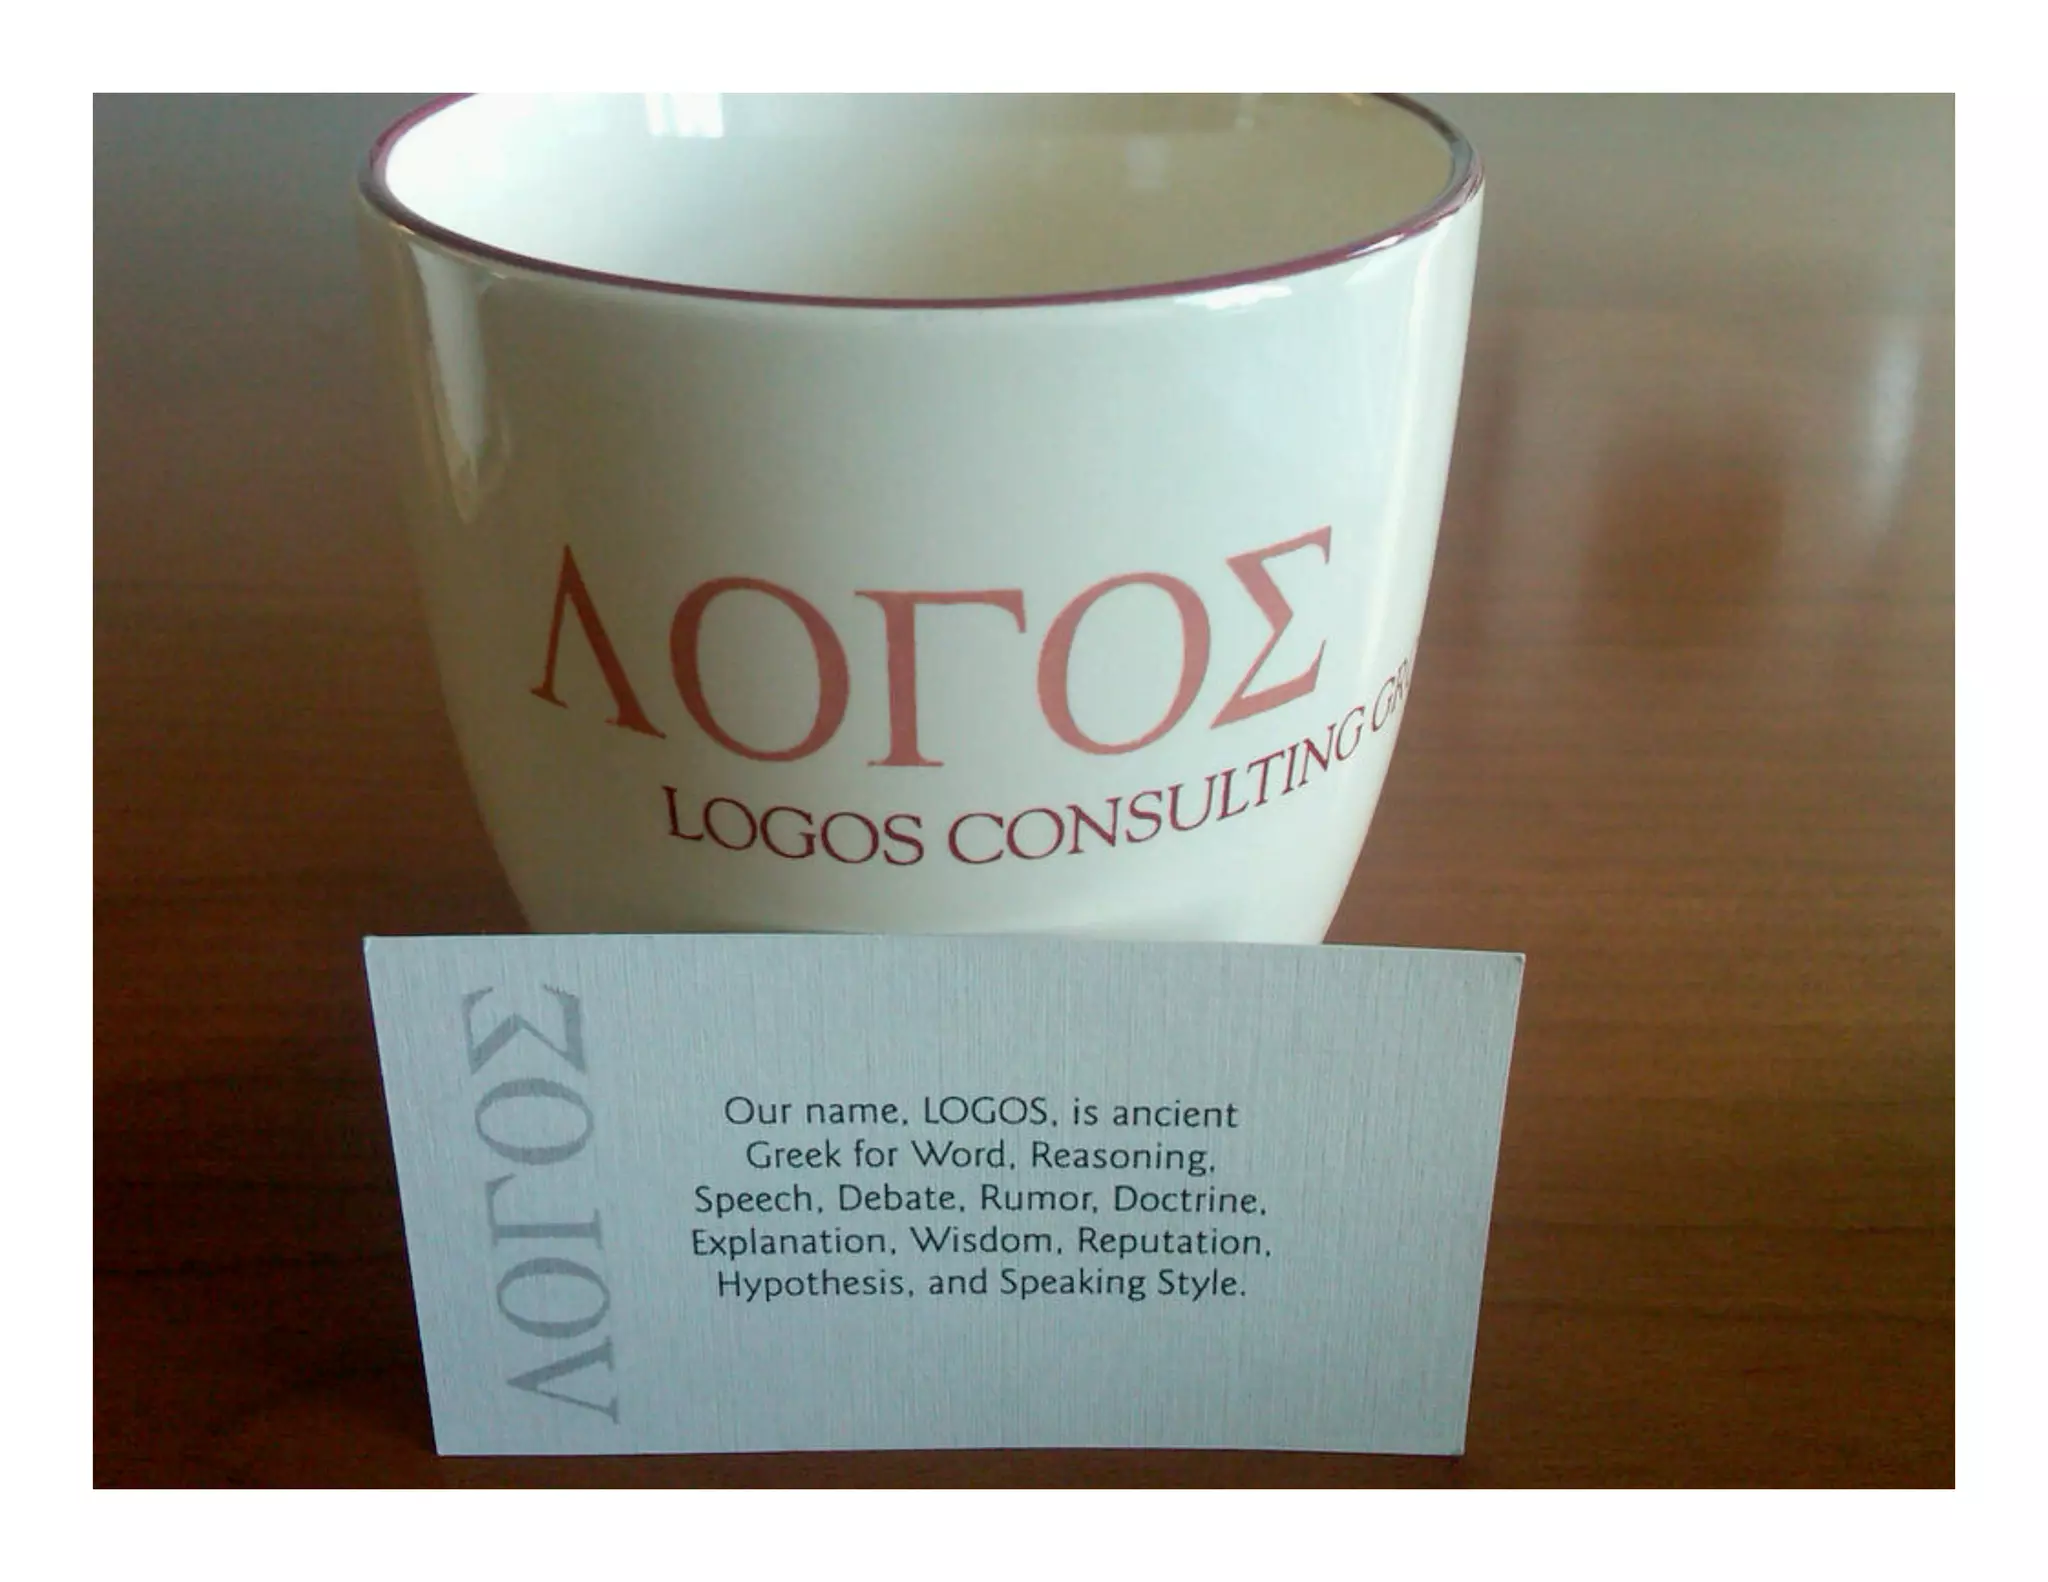 ΛΟΓΟΣ
LOGOS CONSULTING
ΛΟΓΟΣ
Our name, LOGOS, is ancient
Greek for Word, Reasoning,
Speech, Debate, Rumor, Doctrine,
Explanation, Wisdom, Reputation,
Hypothesis, and Speaking Style.